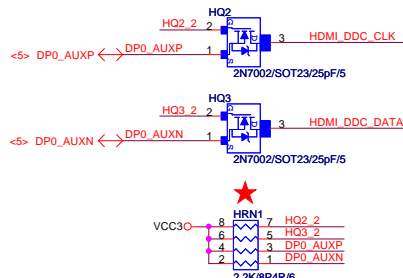 HQ2
HQ2_2 2 G
D 3 HDMI_DDC_CLK
<5> DP0_AUXP DP0_AUXP 1 S
2N7002/SOT23/25pF/5
HQ3
HQ3_2 2 G
D 3 HDMI_DDC_DATA
<5> DP0_AUXN DP0_AUXN 1 S
2N7002/SOT23/25pF/5
HRN1
VCC3 8 7 HQ2_2
6 5 HQ3_2
4 3 DP0_AUXP
2 1 DP0_AUXN
2.2K/8P4R/6